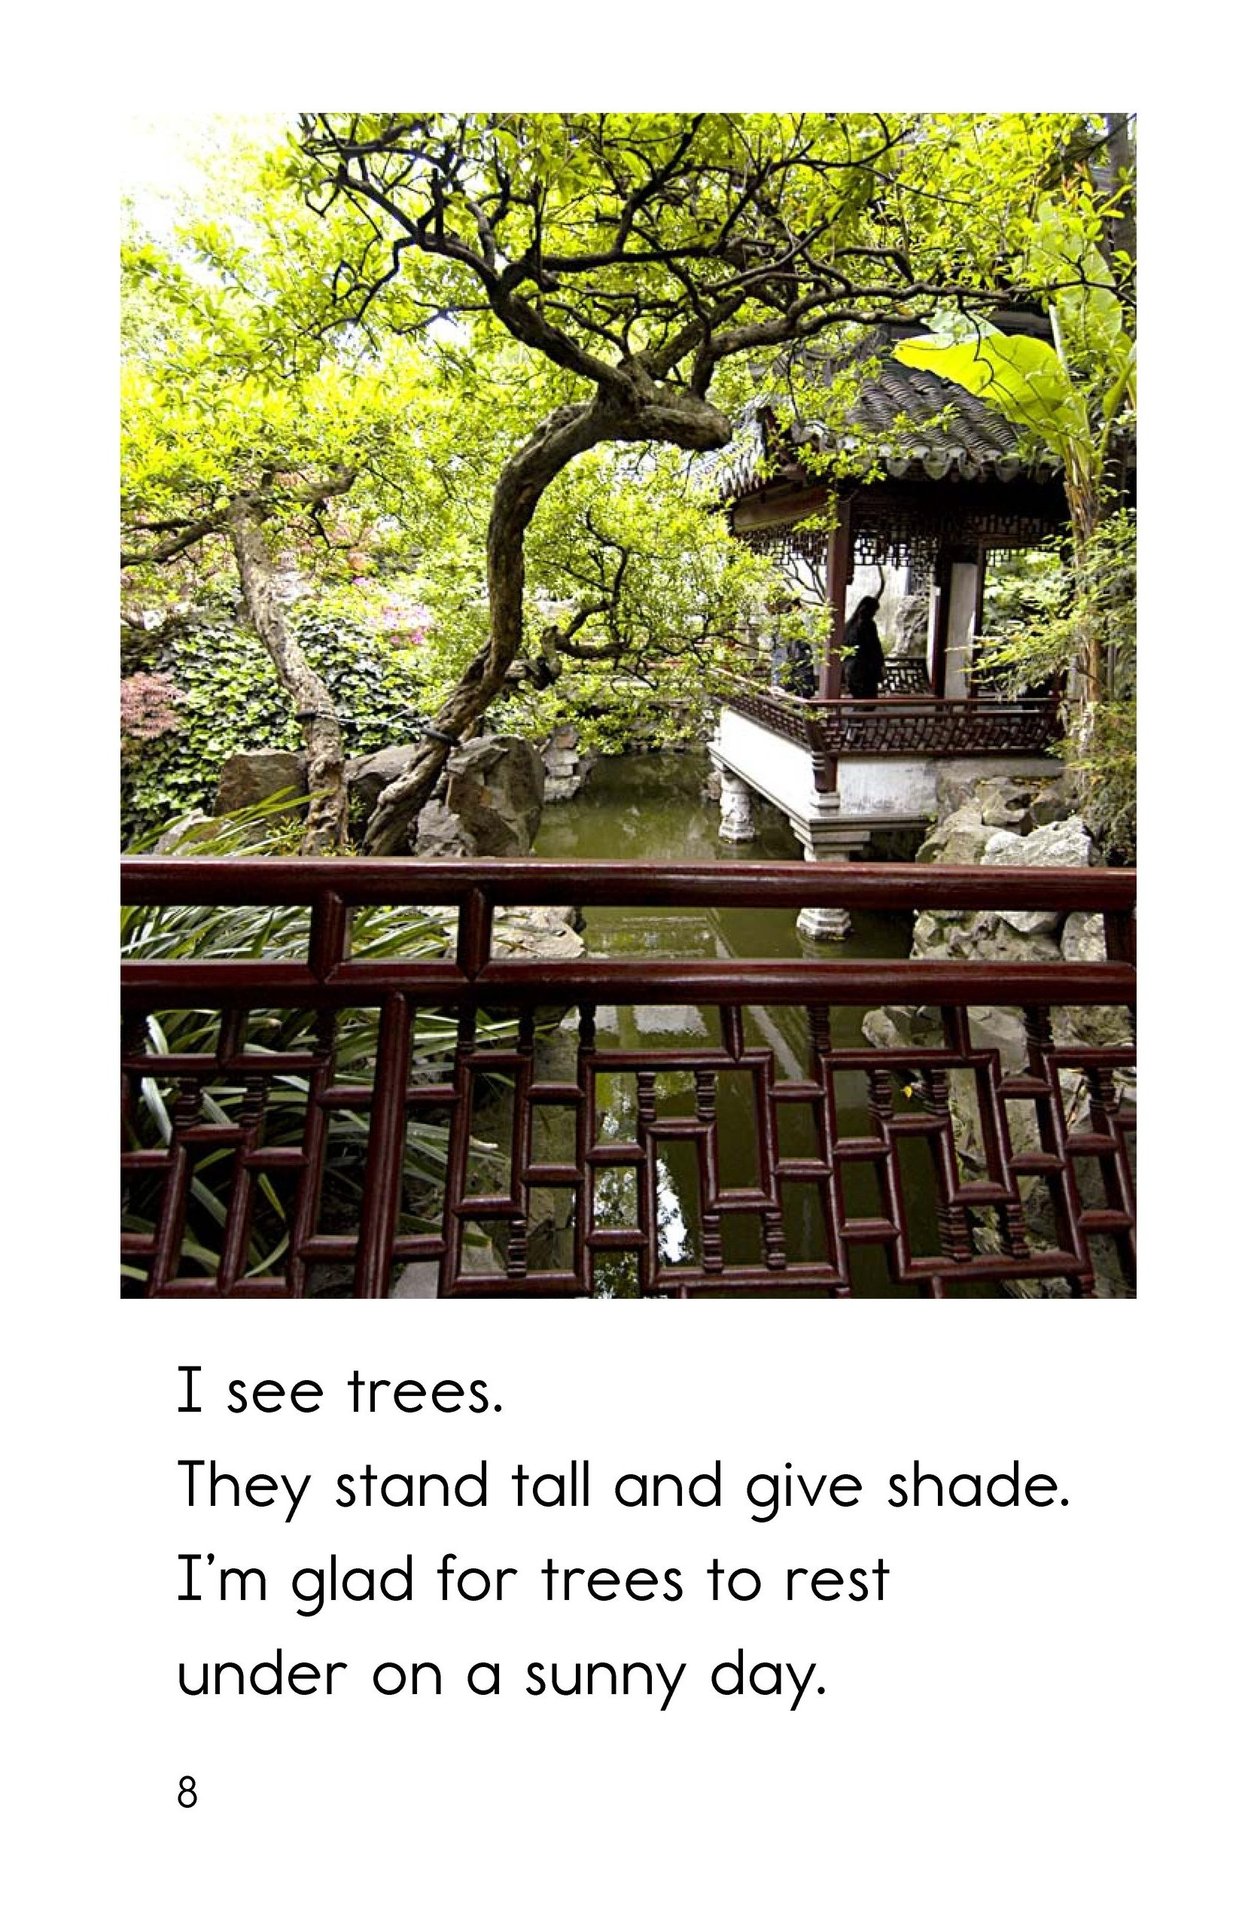 I see trees.
They stand tall and give shade.
I'm glad for trees to rest
under on a sunny day.
8